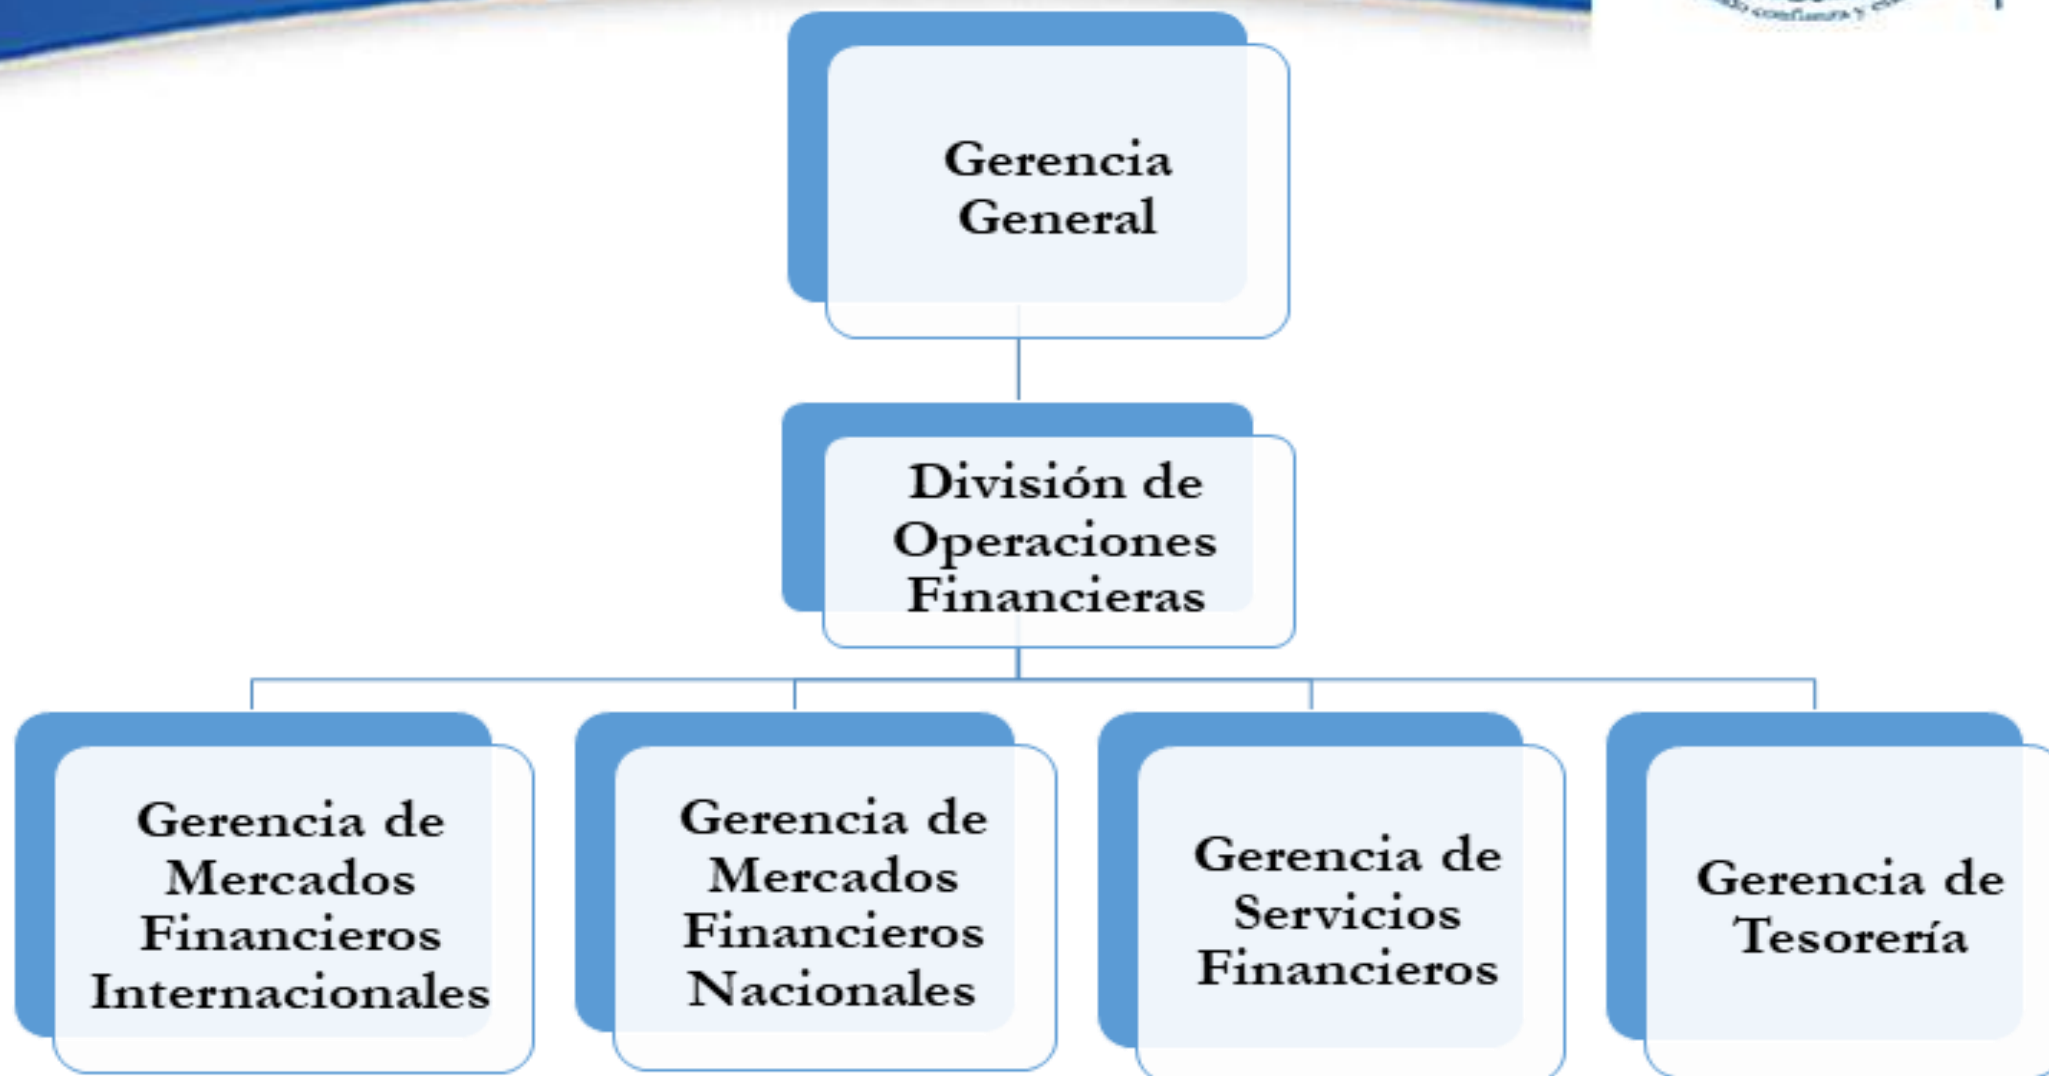 confianza y
Gerencia
General
División de
Operaciones
Financieras
Gerencia de
Mercados
Financieros
Internacionales
Gerencia de
Mercados
Financieros
Nacionales
Gerencia de
Servicios
Financieros
Gerencia de
Tesorería